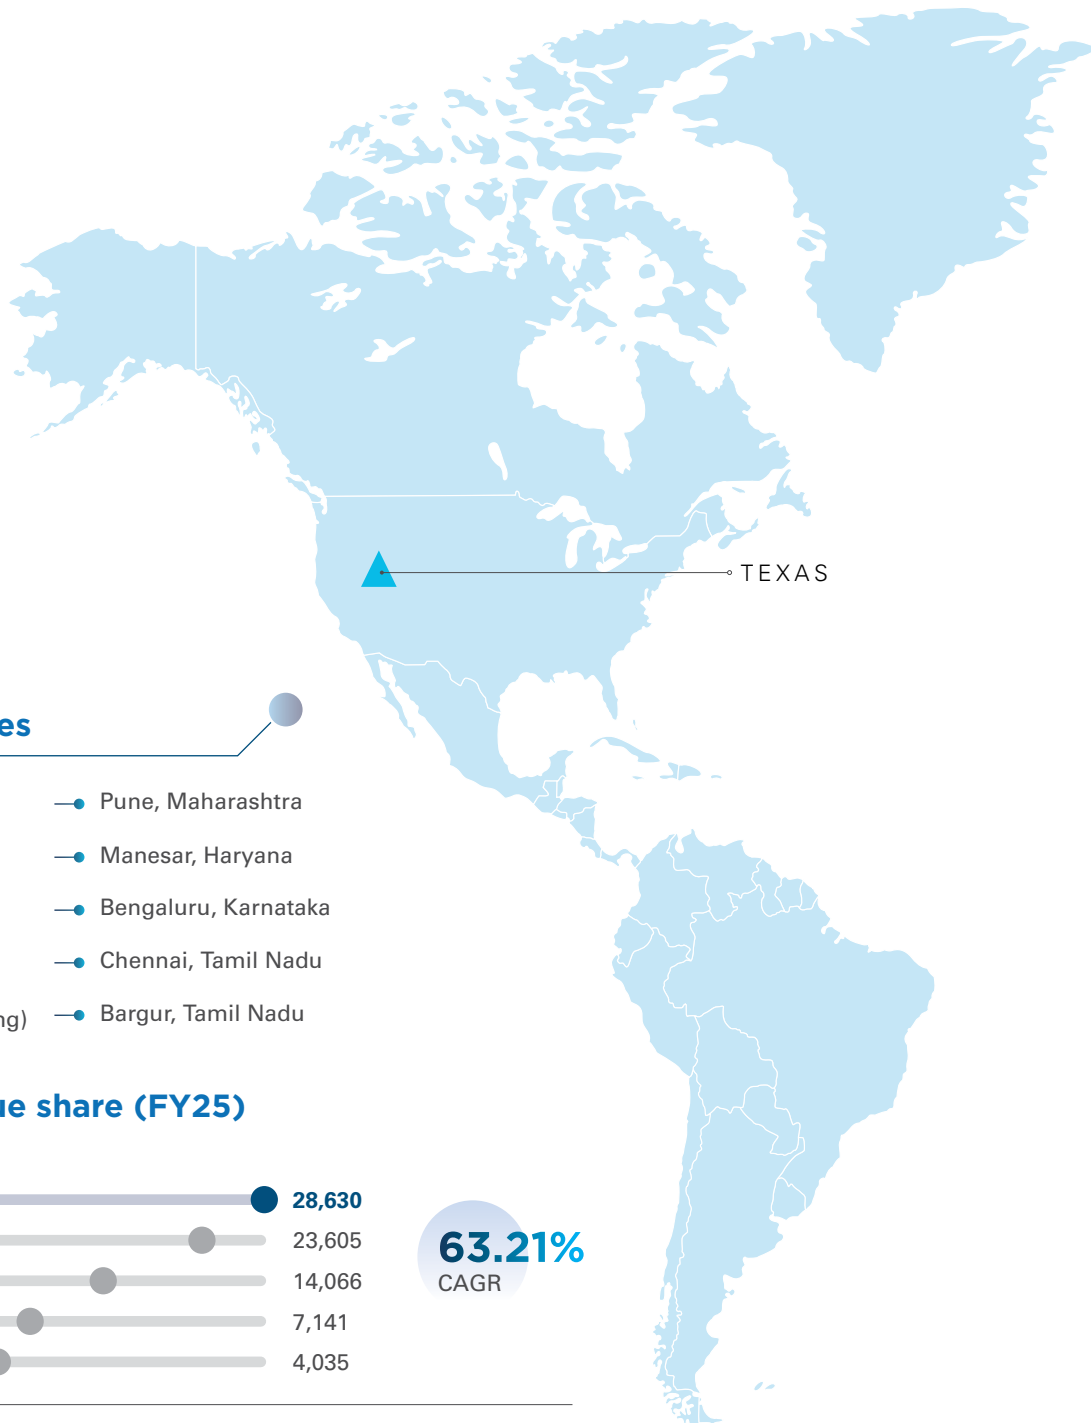 TEXAS
es
Pune, Maharashtra
Manesar, Haryana
Bengaluru, Karnataka
Chennai, Tamil Nadu
ng)
Bargur, Tamil Nadu
ue share (FY25)
28,630
23,605
14,066
7,141
4,035
63.21%
CAGR